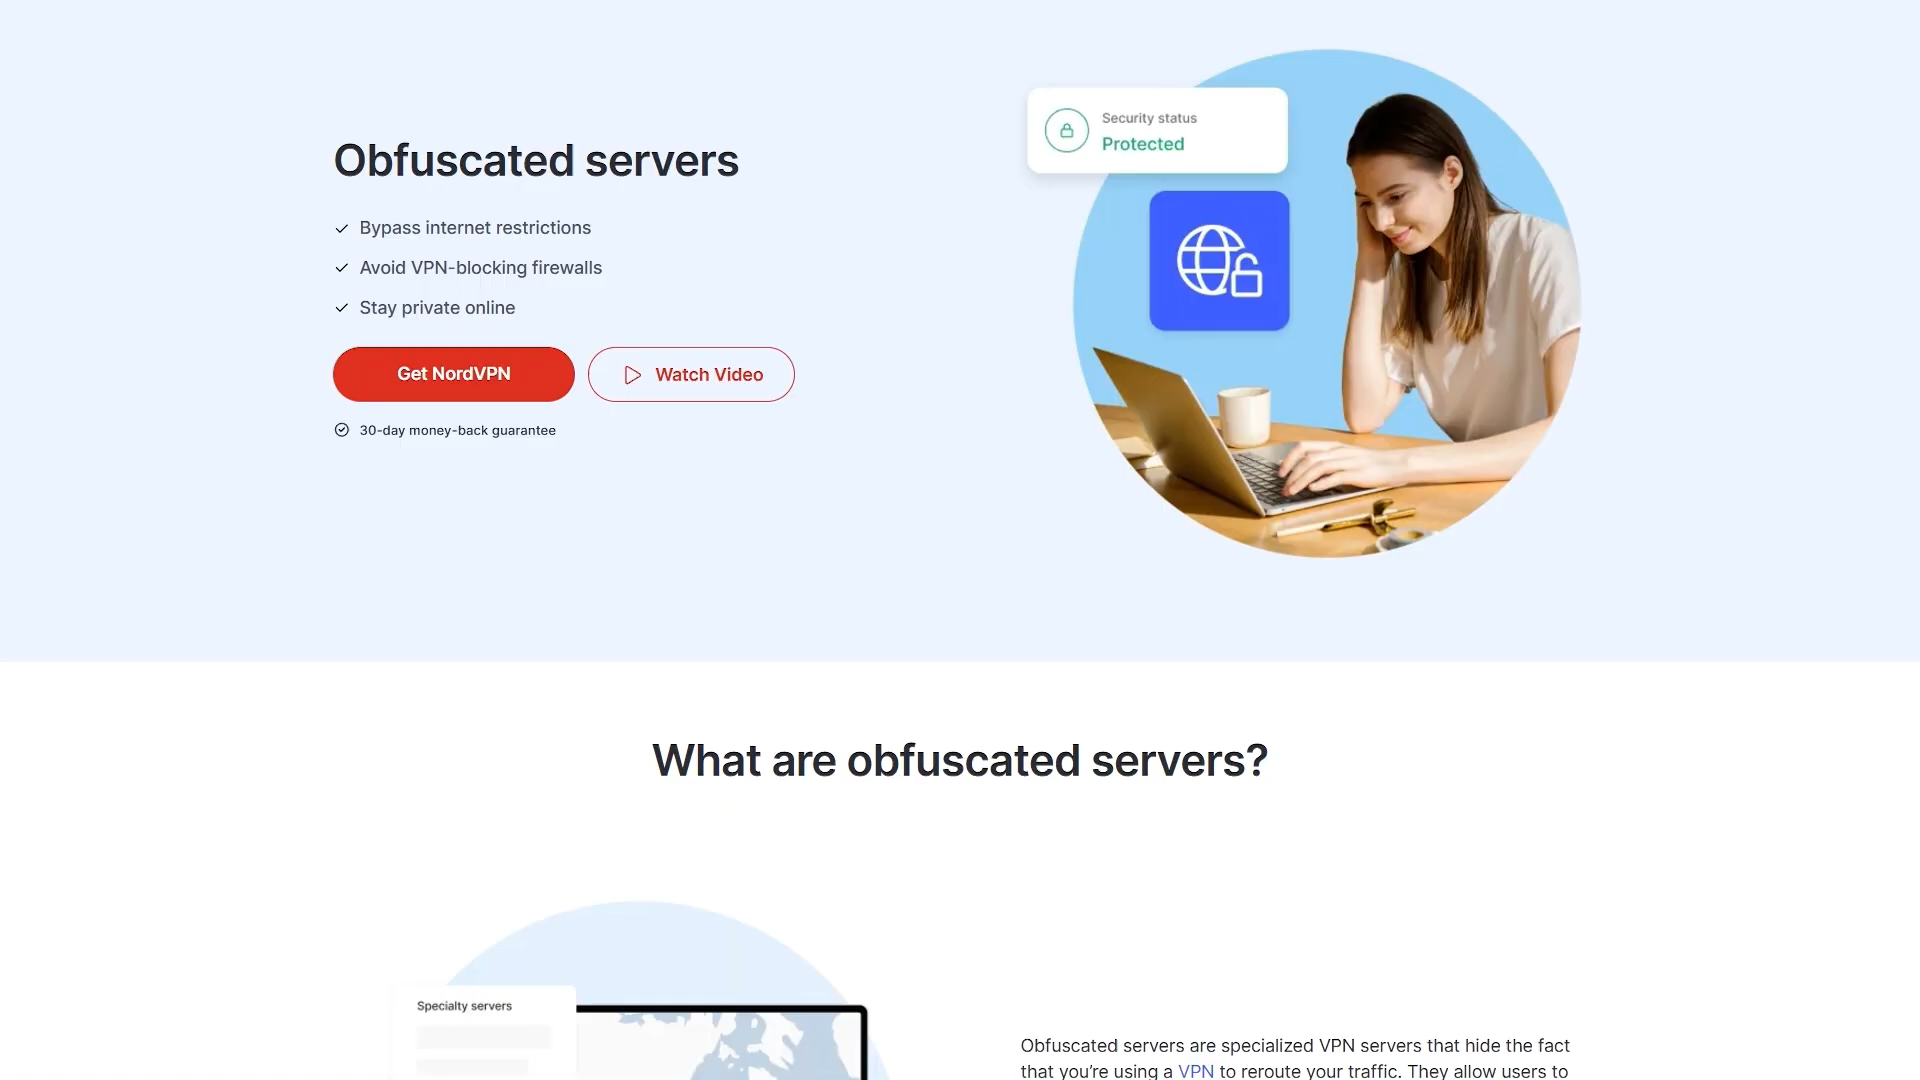 Obfuscated servers
Bypass internet restrictions
Avoid VPN-blocking firewalls
Stay private online
Get NordVPN
Watch Video
30-day money-back guarantee
Security status
Protected
What are obfuscated servers?
Specialty servers
Obfuscated servers are specialized VPN servers that hide the fact
that you’re using a VPN to reroute your traffic. They allow users to